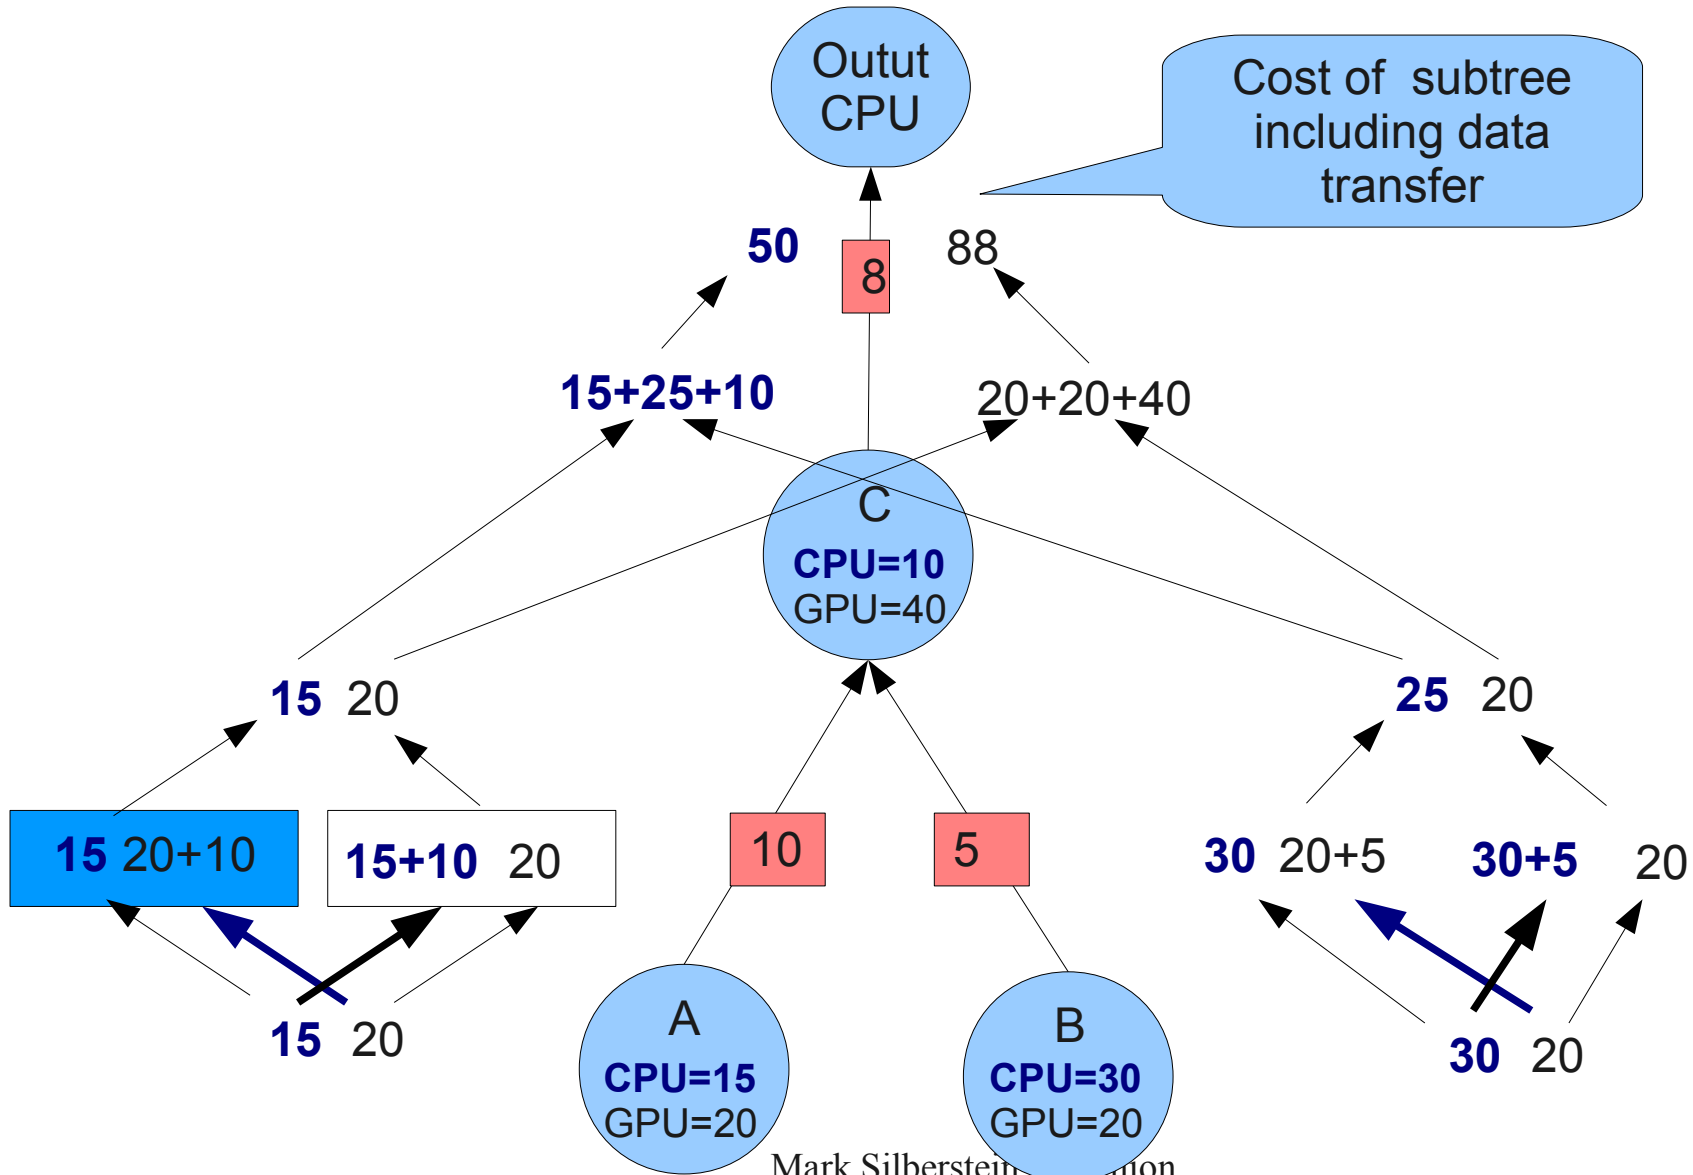 Outut
CPU
Cost of subtree
including data
transfer
50
8
88
15+25+10
20+20+40
C
CPU=10
GPU=40
15 20
25 20
15 20+10
15+10 20
10
5
30 20+5
30+5 20
15 20
A
CPU=15
GPU=20
B
CPU=30
GPU=20
30 20
Mark Silberstein